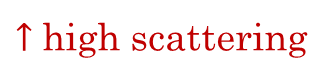 ↑ high scattering